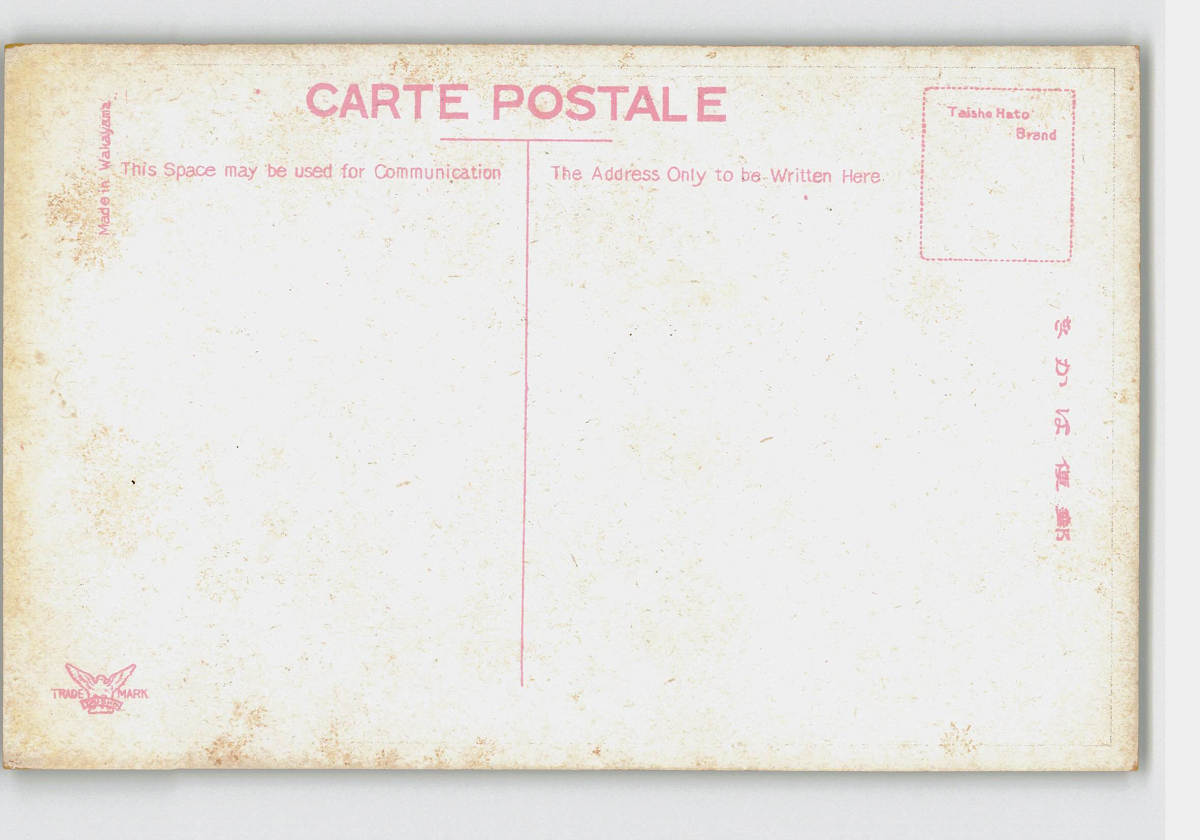 CARTE POSTALE
Made in Wakayama
This Space may be used for Communication
The Address Only to be Written Here
Taisho Hato
Brand
郵便はかき
TRADE MARK